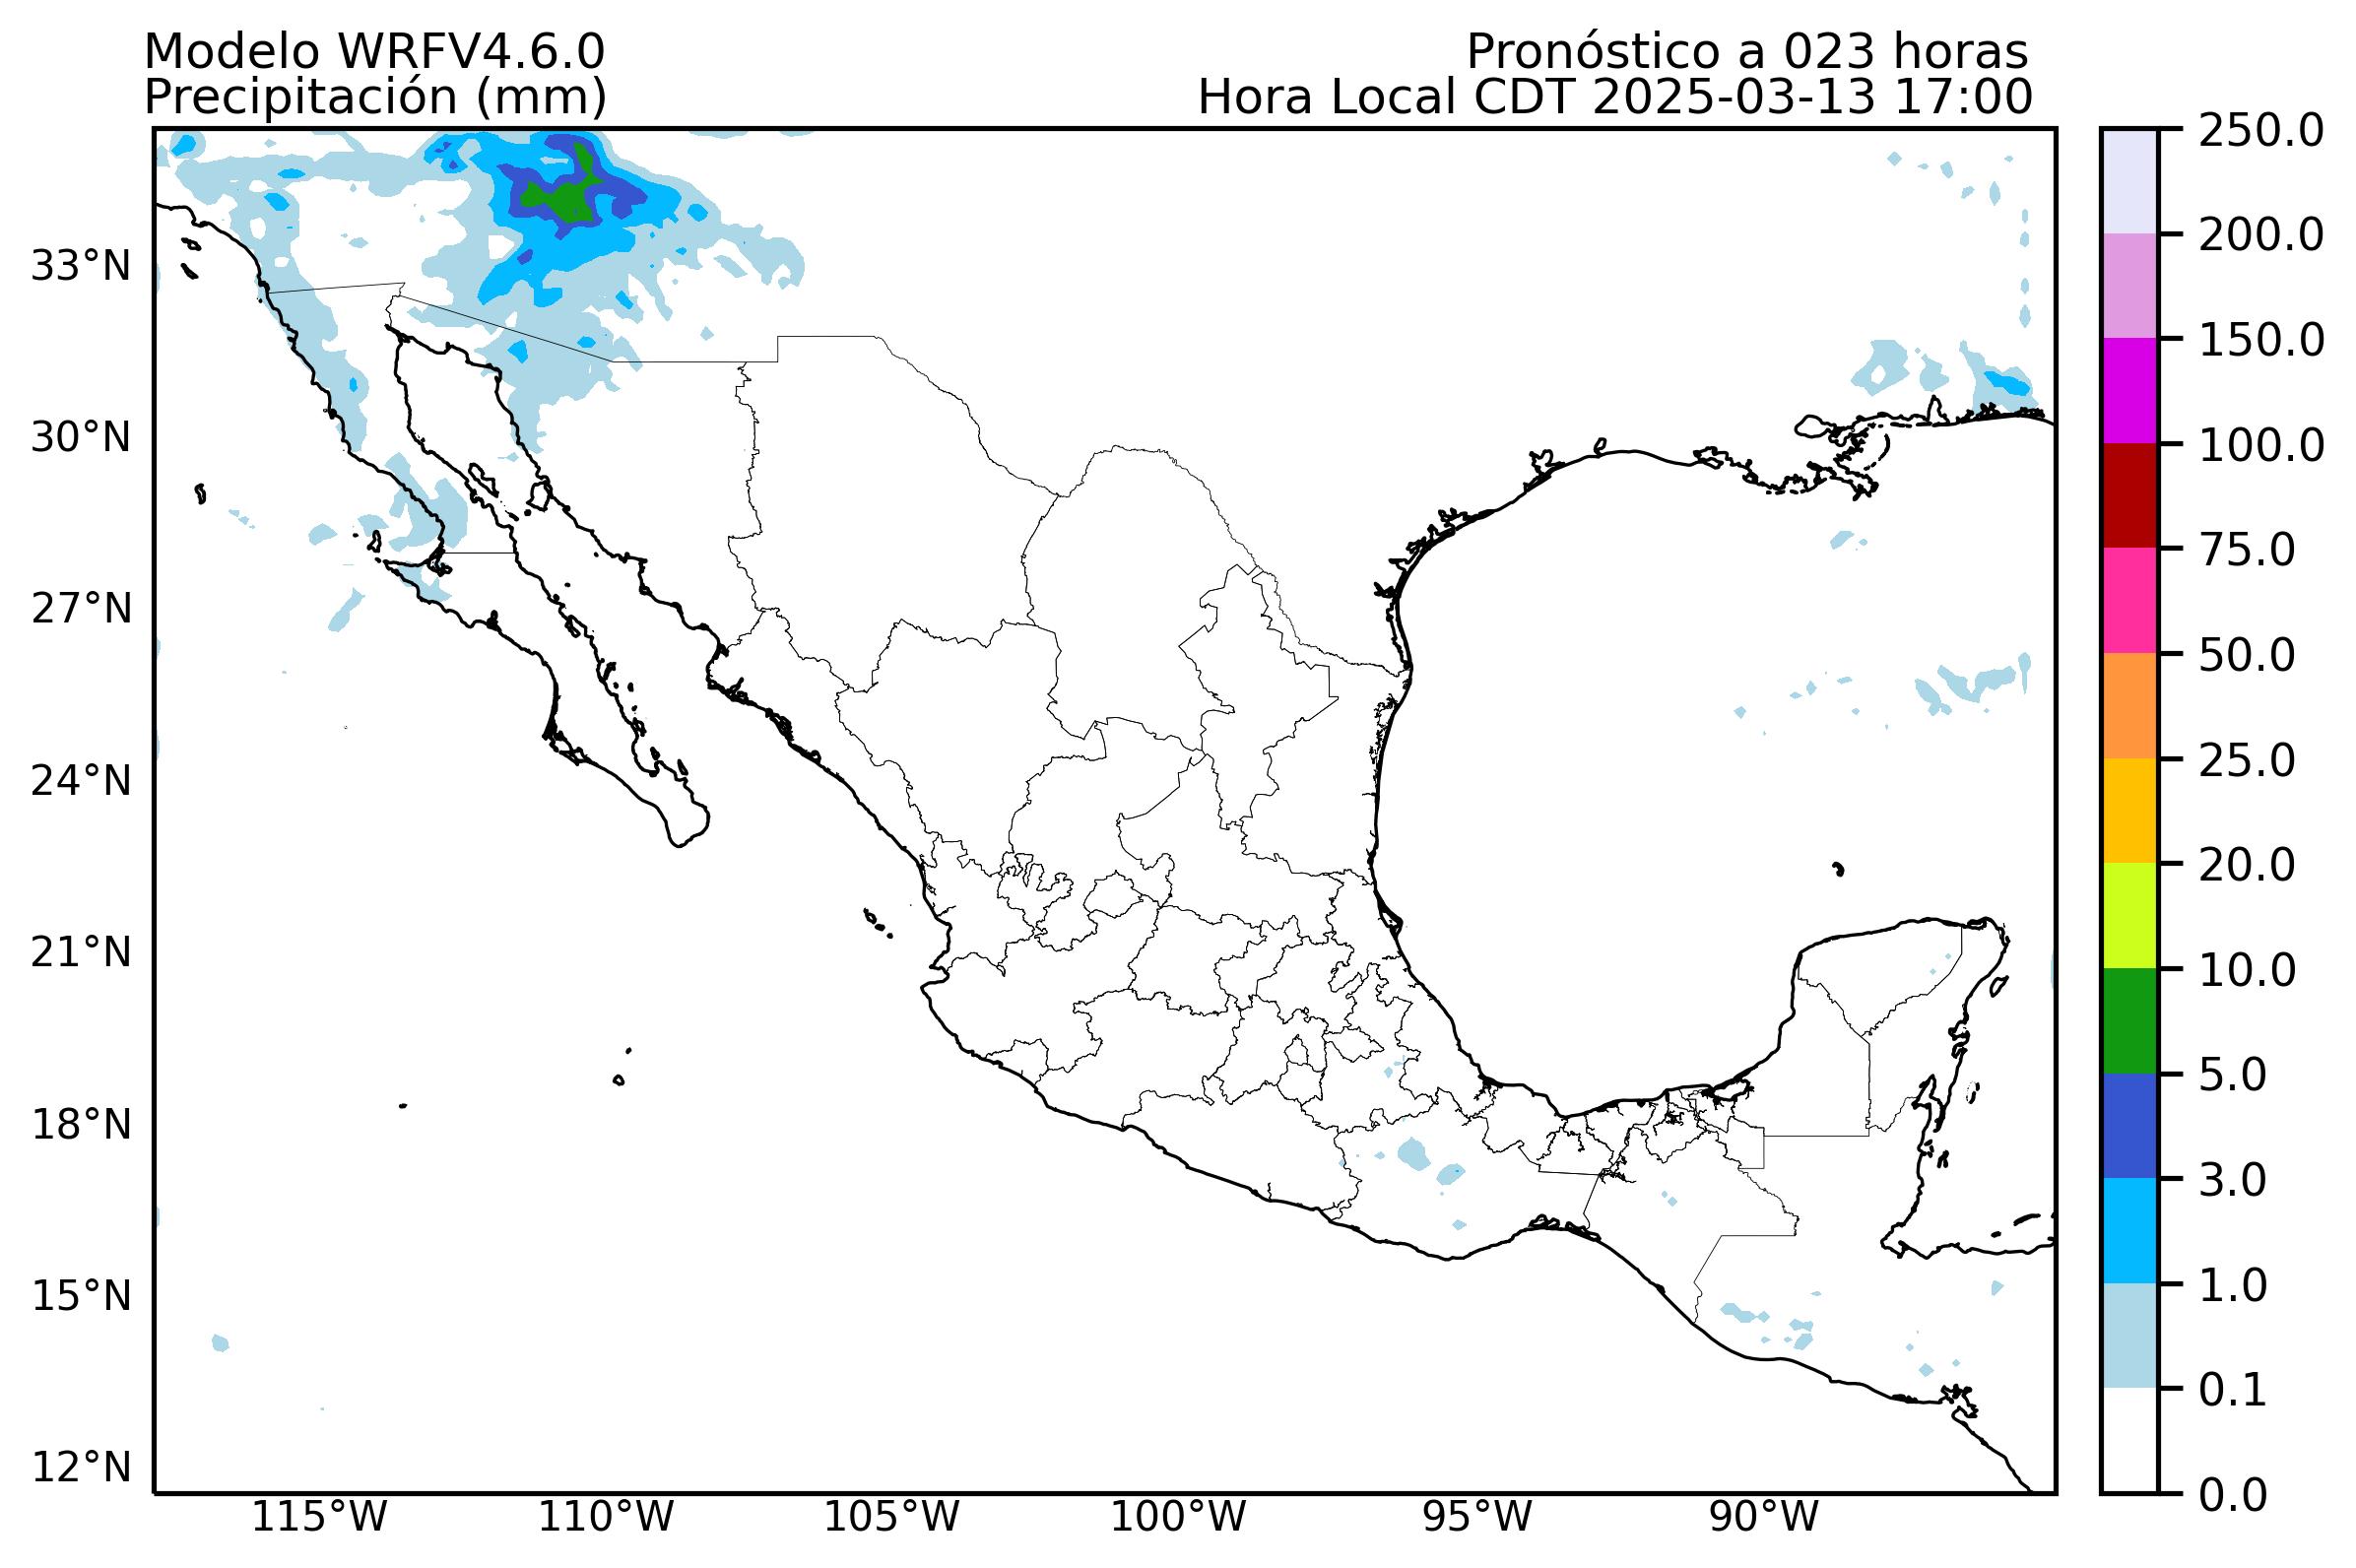 Modelo WRFV4.6.0
Pronóstico a 023 horas
Precipitación (mm)
Hora Local CDT 2025-03-13 17:00
33°N
30°N
27°N
24°N
21°N
18°N
15°N
12°N
115°W
110°W
105°W
100°W
95°W
90°W
250.0
200.0
150.0
100.0
75.0
50.0
25.0
20.0
10.0
5.0
3.0
1.0
0.1
0.0